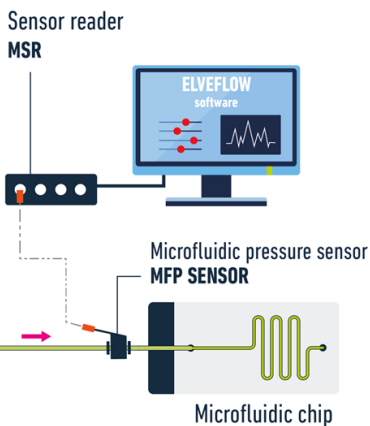 Sensor reader
MSR
ELVEFLOW
software
Microfluidic pressure sensor
MFP SENSOR
Microfluidic chip